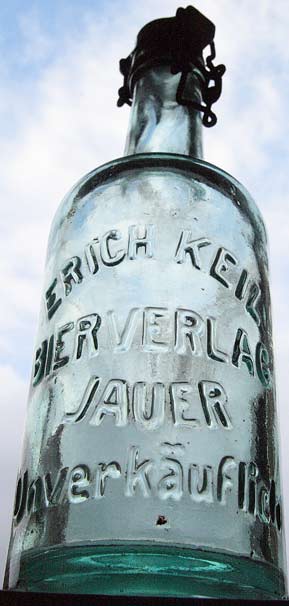 ERICH KEIL
BIERVERLAG
JAUER
Unverkäuflich